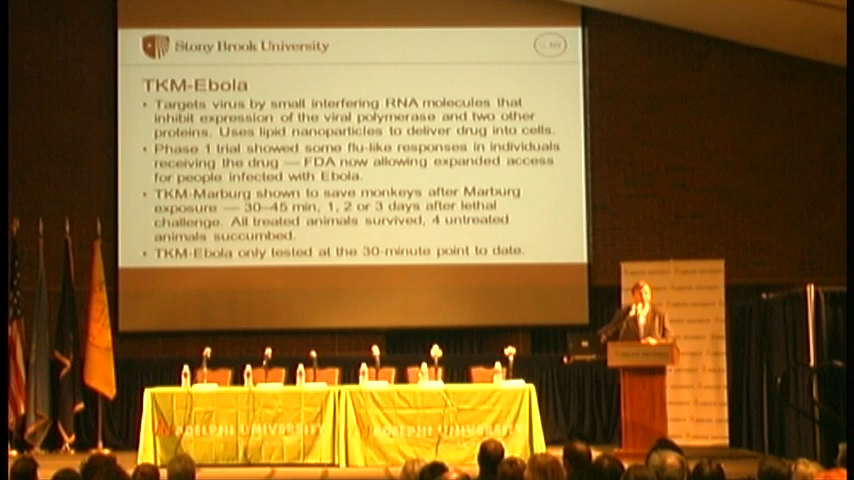 Stony Brook University
TKM-Ebola
• Targets virus by small interfering RNA molecules that
inhibit expression of the viral polymerase and two other
proteins. Uses lipid nanoparticles to deliver drug into cells.
• Phase 1 trial showed some flu-like responses in individuals
receiving the drug — FDA now allowing expanded access
for people infected with Ebola.
• TKM-Marburg shown to save monkeys after Marburg
exposure — 30–45 min, 1, 2 or 3 days after lethal
challenge. All treated animals survived, 4 untreated
animals succumbed.
• TKM-Ebola only tested at the 30-minute point to date.
ADELPHI UNIVERSITY
ADELPHI UNIVERSITY